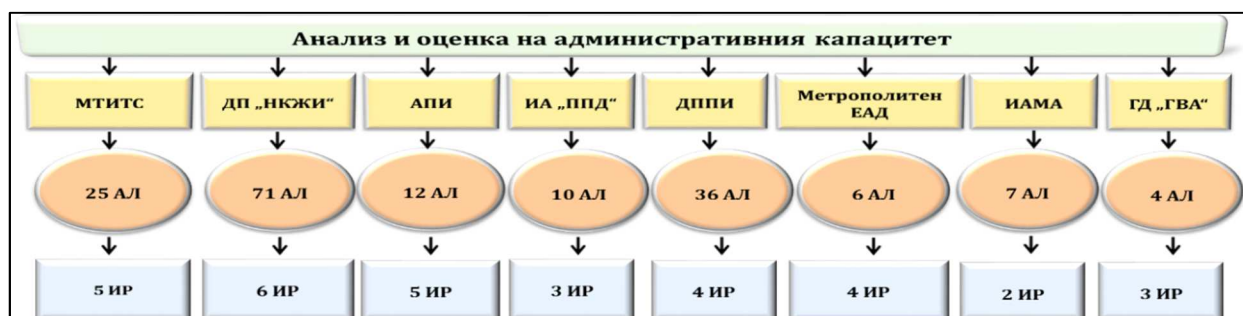 Анализ и оценка на административния капацитет
МТИТС
ДП „НКЖИ“
АПИ
ИА „ППД“
ДППИ
Метрополитен
ЕАД
ИАМА
ГД „ГВА“
25 АЛ
71 АЛ
12 АЛ
10 АЛ
36 АЛ
6 АЛ
7 АЛ
4 АЛ
5 ИР
6 ИР
5 ИР
3 ИР
4 ИР
4 ИР
2 ИР
3 ИР